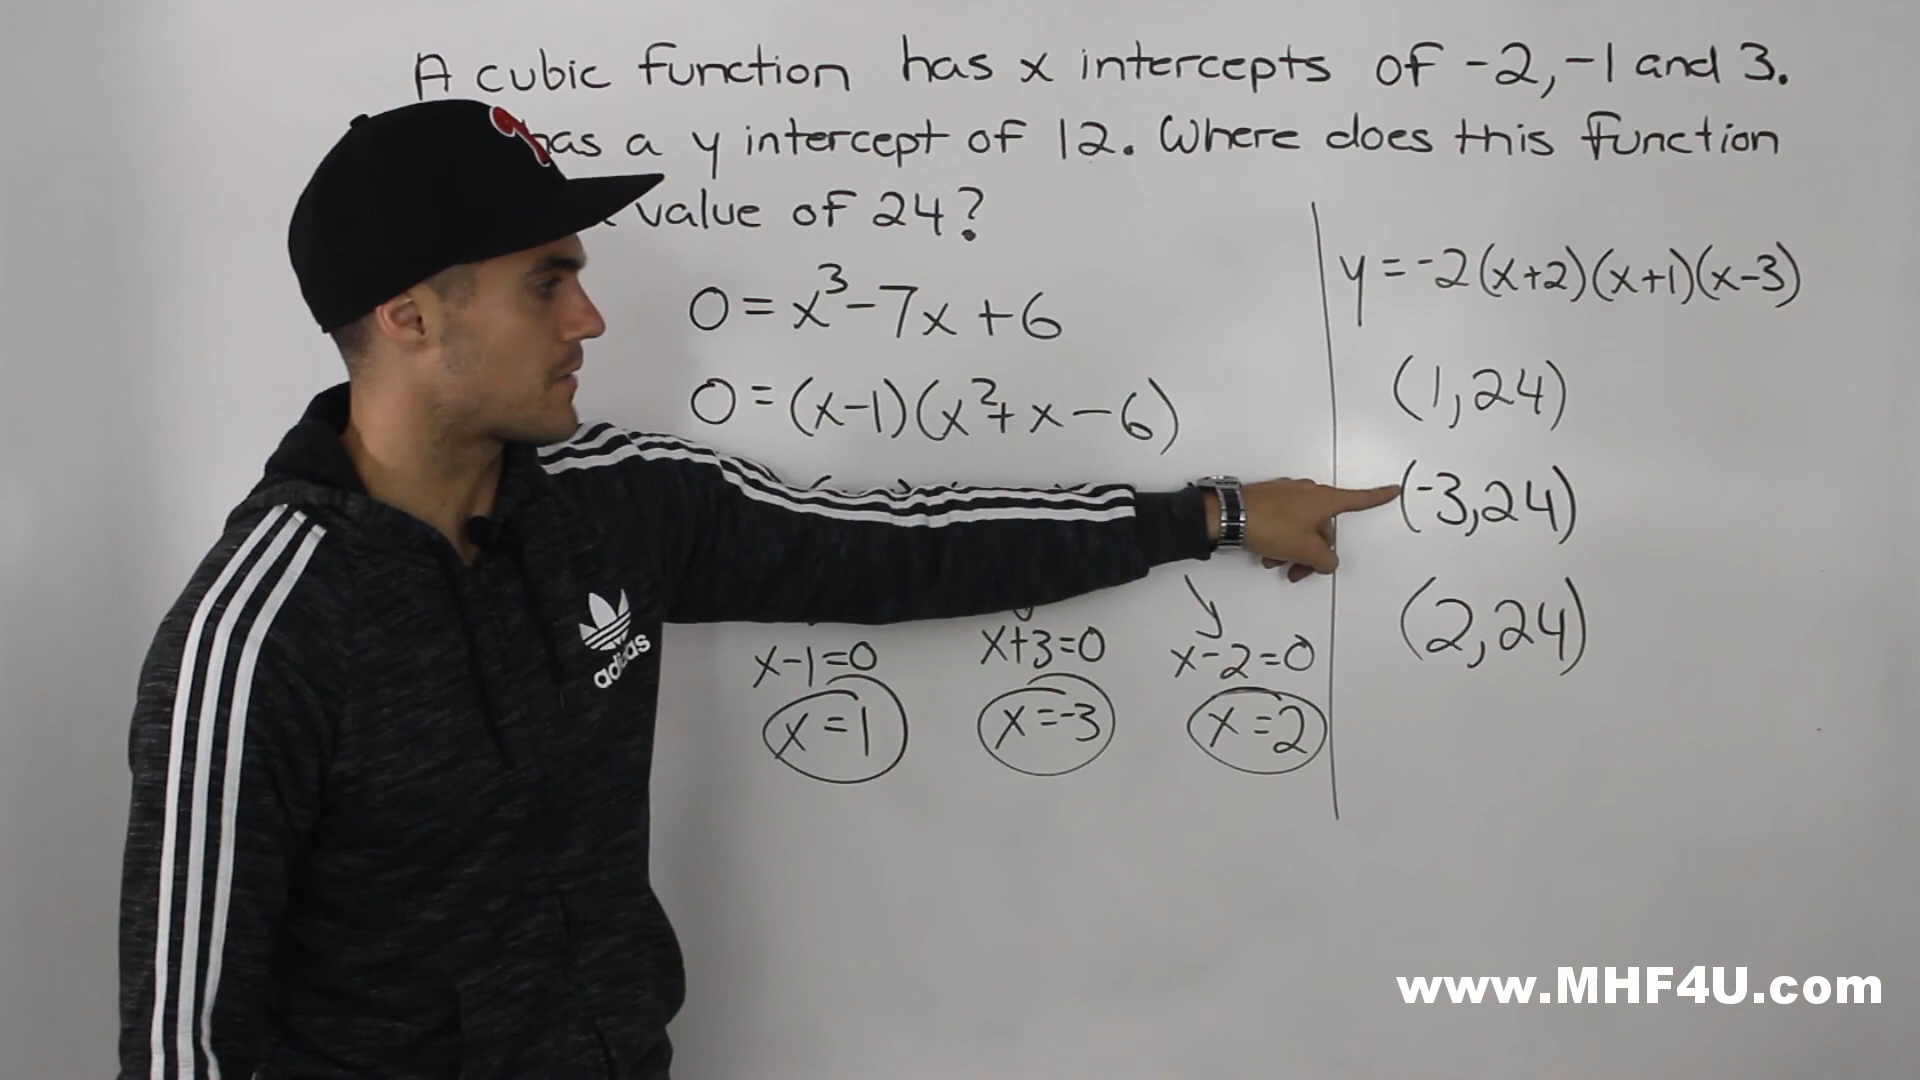 A cubic function has x intercepts of -2, -1 and 3.
has a y intercept of 12. Where does this function
value of 24?
y = -2(x+2)(x+1)(x-3)
0 = x³-7x+6
(1,24)
0 = (x-1)(x²+x-6)
(-3,24)
(2,24)
x-1=0 x+3=0 x-2=0
x=1 x=-3 x=2
adidas
www.MHF4U.com